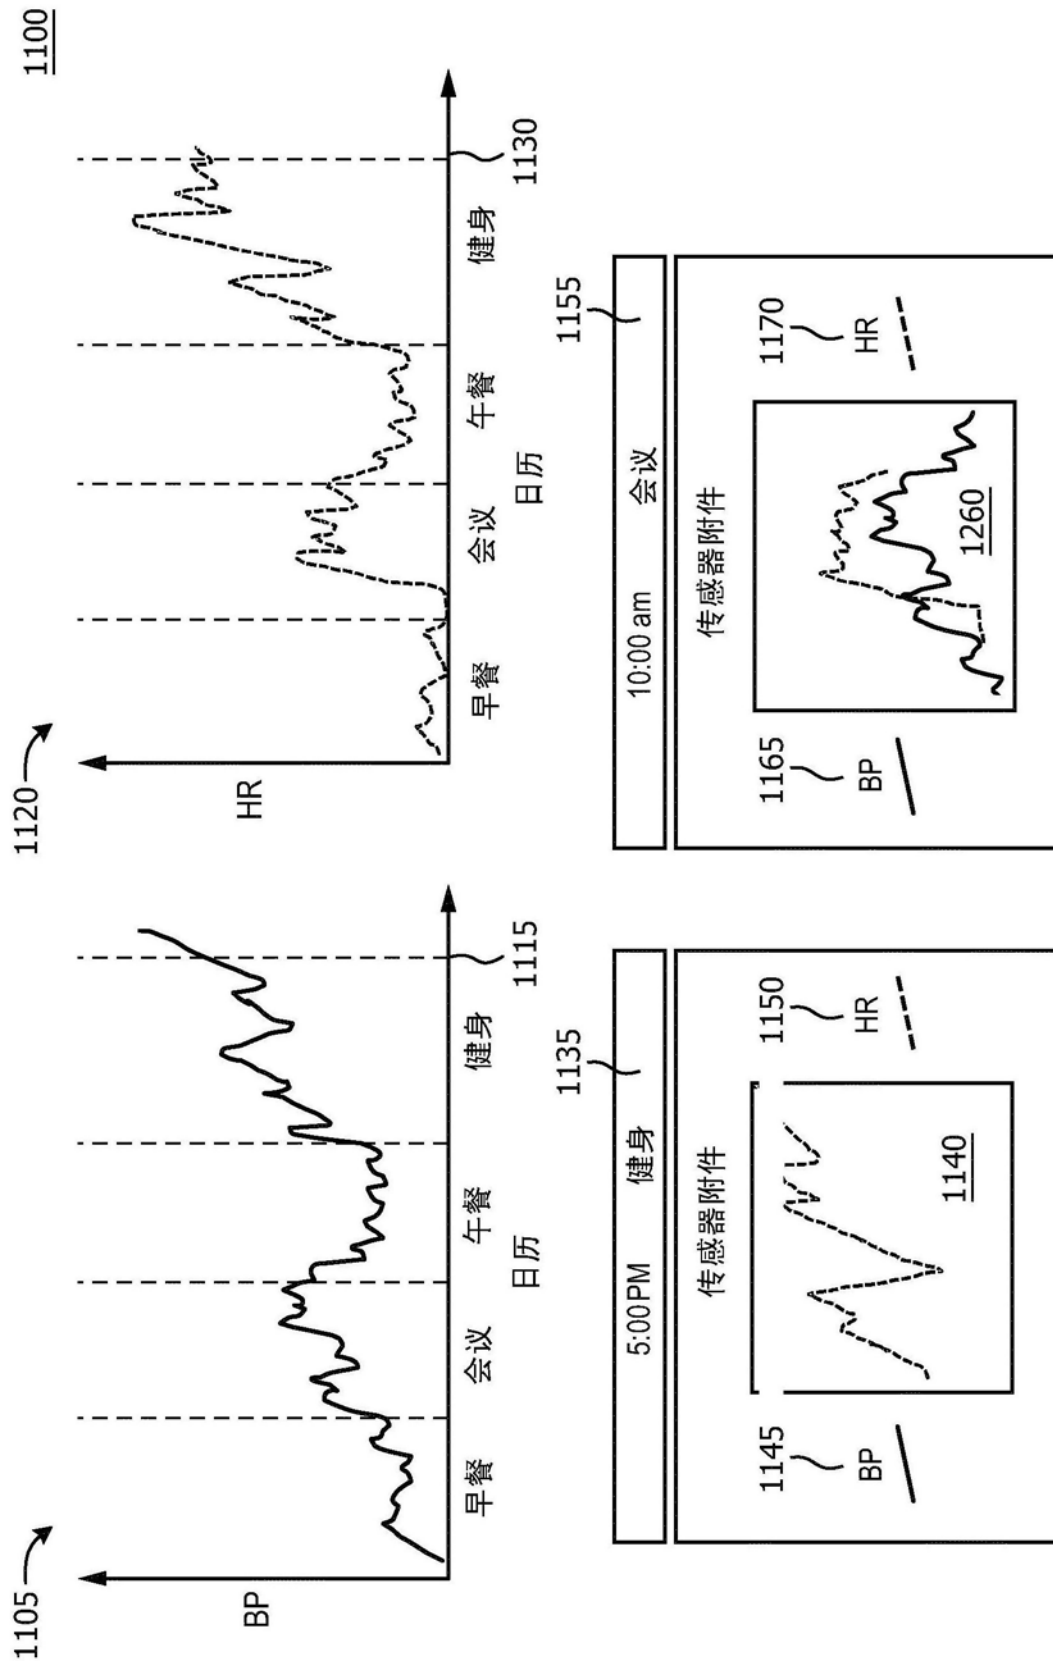 1100
1105
BP
早餐 会议 午餐 健身
日历
1115
1120
HR
早餐 会议 午餐 健身
日历
1130
1135
5:00PM 健身
传感器附件
1145
BP
1140
1150
HR
1155
10:00 am 会议
传感器附件
1165
BP
1260
1170
HR